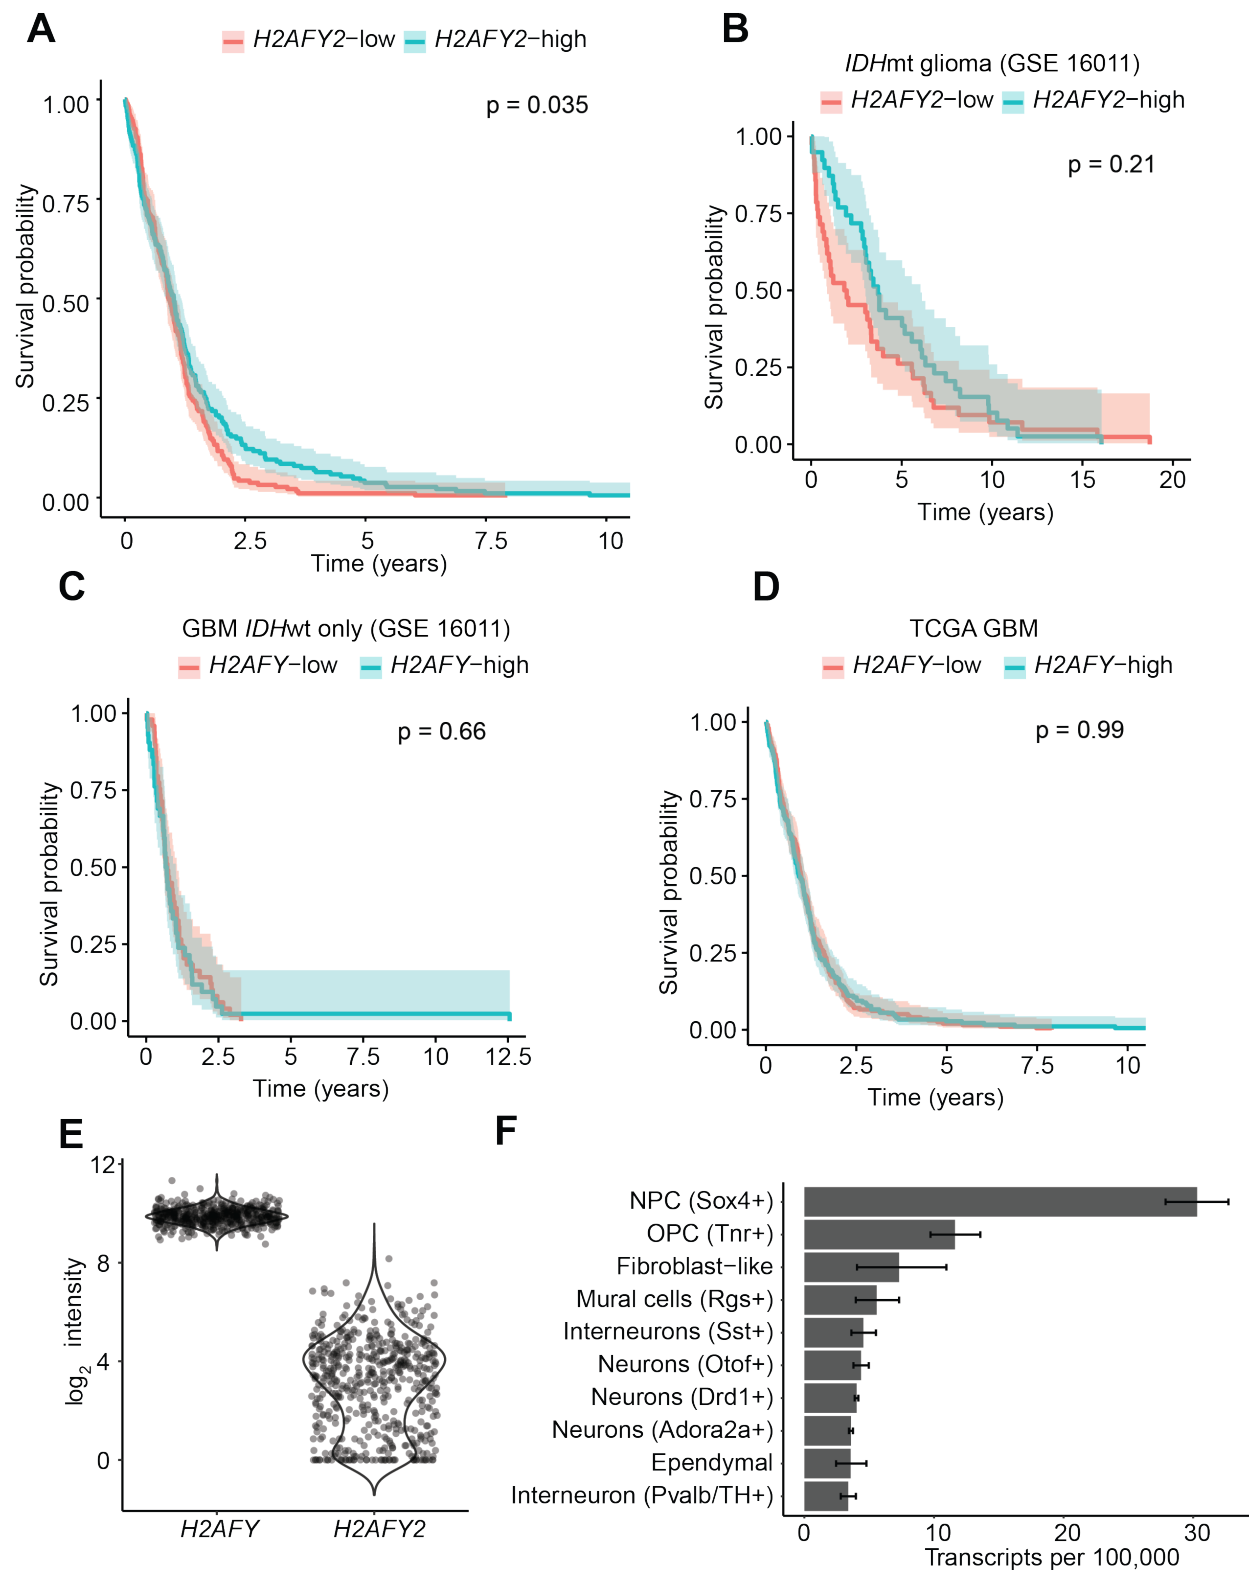 A
H2AFY2−low H2AFY2−high
p = 0.035
Survival probability
1.00
0.75
0.50
0.25
0.00
0 2.5 5 7.5 10
Time (years)
B
IDHmt glioma (GSE 16011)
H2AFY2−low H2AFY2−high
p = 0.21
Survival probability
1.00
0.75
0.50
0.25
0.00
0 5 10 15 20
Time (years)
C
GBM IDHwt only (GSE 16011)
H2AFY−low H2AFY−high
p = 0.66
Survival probability
1.00
0.75
0.50
0.25
0.00
0 2.5 5 7.5 10 12.5
Time (years)
D
TCGA GBM
H2AFY−low H2AFY−high
p = 0.99
Survival probability
1.00
0.75
0.50
0.25
0.00
0 2.5 5 7.5 10
Time (years)
E
log2 intensity
12
8
4
0
H2AFY H2AFY2
F
NPC (Sox4+)
OPC (Tnr+)
Fibroblast−like
Mural cells (Rgs+)
Interneurons (Sst+)
Neurons (Otof+)
Neurons (Drd1+)
Neurons (Adora2a+)
Ependymal
Interneuron (Pvalb/TH+)
0 10 20 30
Transcripts per 100,000